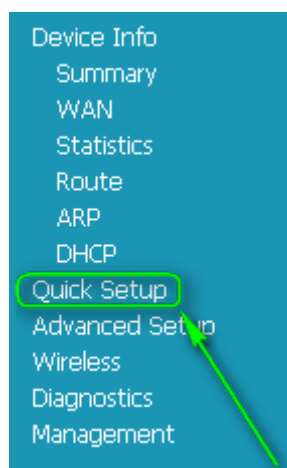 Device Info
Summary
WAN
Statistics
Route
ARP
DHCP
Quick Setup
Advanced Setup
Wireless
Diagnostics
Management